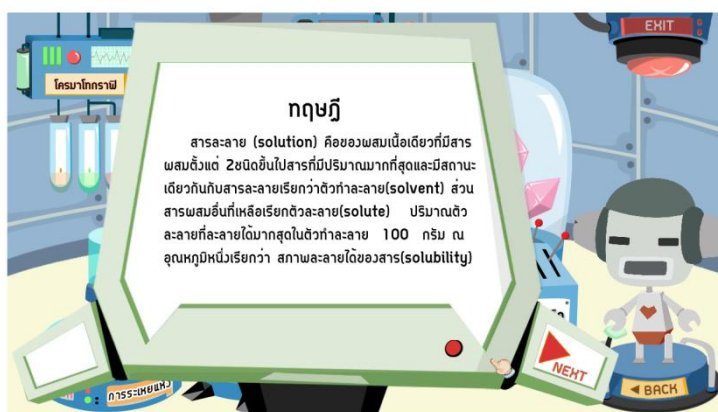 EXIT
โครมาโทกราฟี
ทฤษฎี
สารละลาย (solution) คือของผสมเนื้อเดียวที่มีสาร
ผสมตั้งแต่ 2ชนิดขึ้นไปสารที่มีปริมาณมากที่สุดและมีสถานะ
เดียวกันกับสารละลายเรียกว่าตัวทำละลาย(solvent) ส่วน
สารผสมอื่นที่เหลือเรียกตัวละลาย(solute) ปริมาณตัว
ละลายที่ละลายได้มากสุดในตัวทำละลาย 100 กรัม ณ
อุณหภูมิหนึ่งเรียกว่า สภาพละลายได้ของสาร(solubility)
NEXT
BACK
การระเหยแห้ง